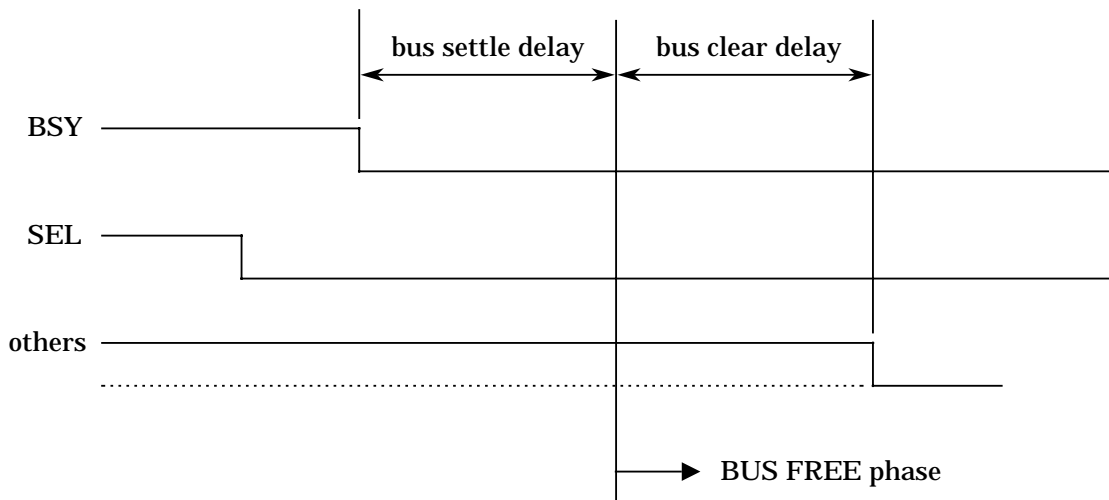 bus settle delay
bus clear delay
BSY
SEL
others
BUS FREE phase